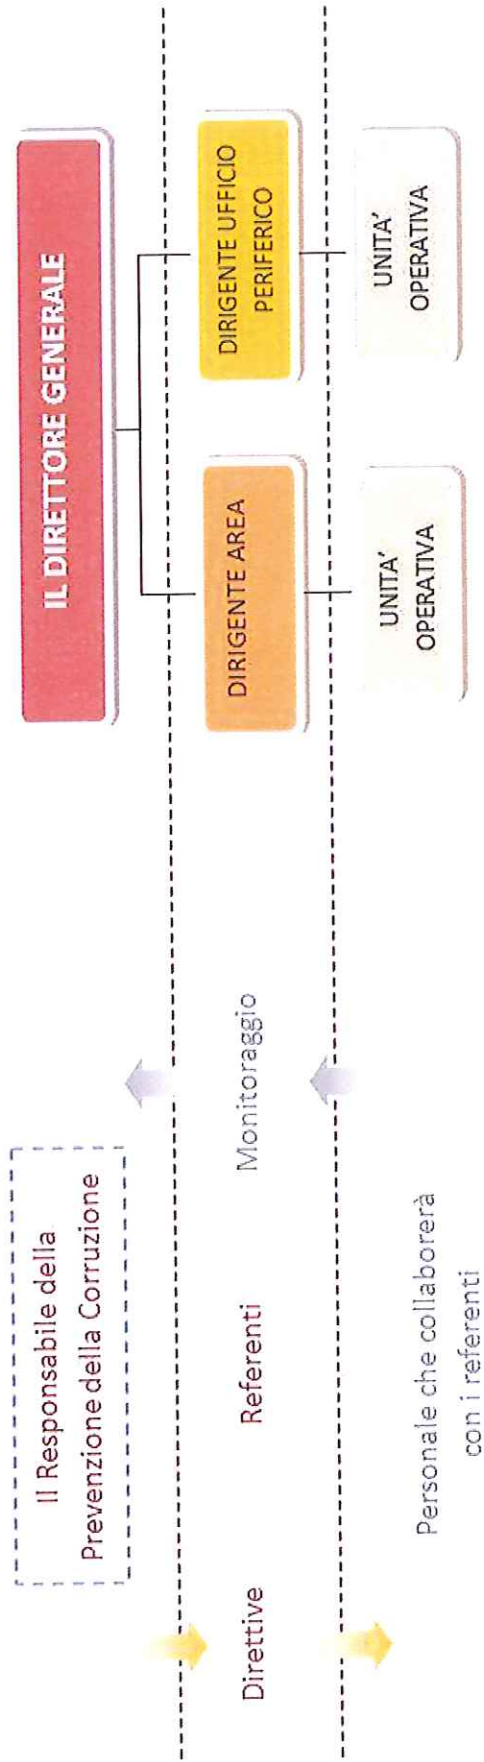 Il Responsabile della
Prevenzione della Corruzione
IL DIRETTORE GENERALE
Direttive
Referenti
Monitoraggio
DIRIGENTE AREA
DIRIGENTE UFFICIO
PERIFERICO
Personale che collaborerà
con i referenti
UNITA'
OPERATIVA
UNITA'
OPERATIVA